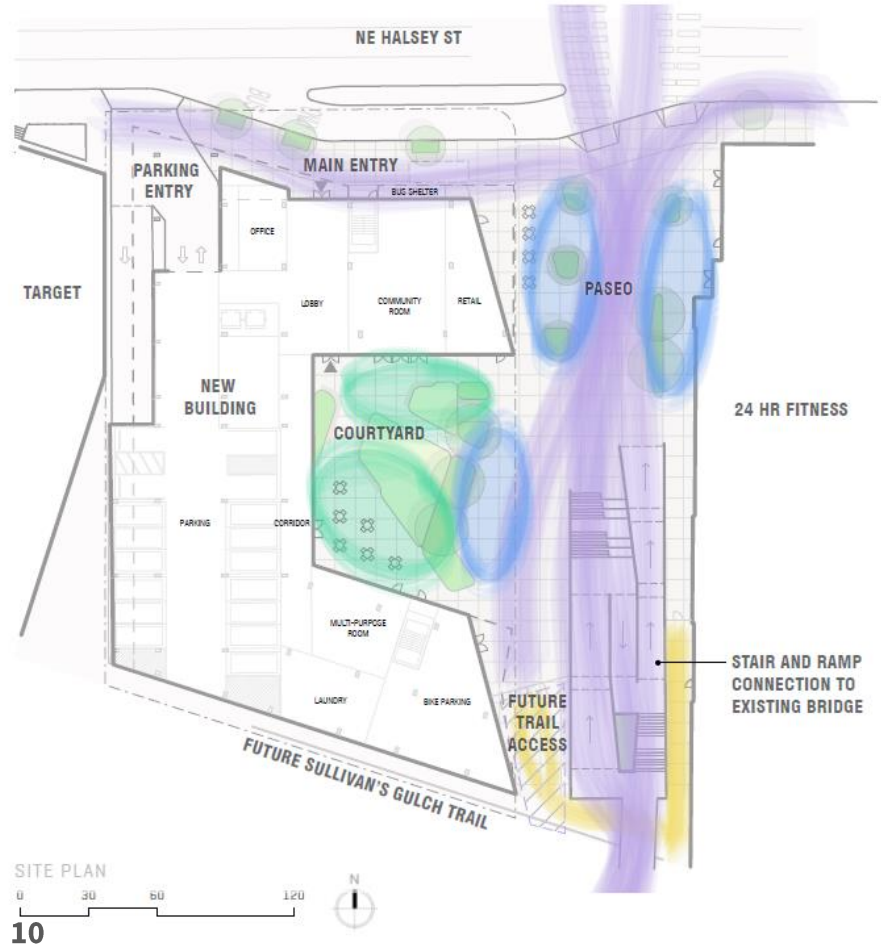 NE HALSEY ST
BUS
MAIN ENTRY
PARKING
ENTRY
BUS SHELTER
OFFICE
TARGET
LOBBY
COMMUNITY
ROOM
RETAIL
PASEO
NEW
BUILDING
COURTYARD
24 HR FITNESS
PARKING
CORRIDOR
MULTI-PURPOSE
ROOM
LAUNDRY
BIKE PARKING
FUTURE
TRAIL
ACCESS
STAIR AND RAMP
CONNECTION TO
EXISTING BRIDGE
FUTURE SULLIVAN'S GULCH TRAIL
SITE PLAN
0 30 60 120
N
10